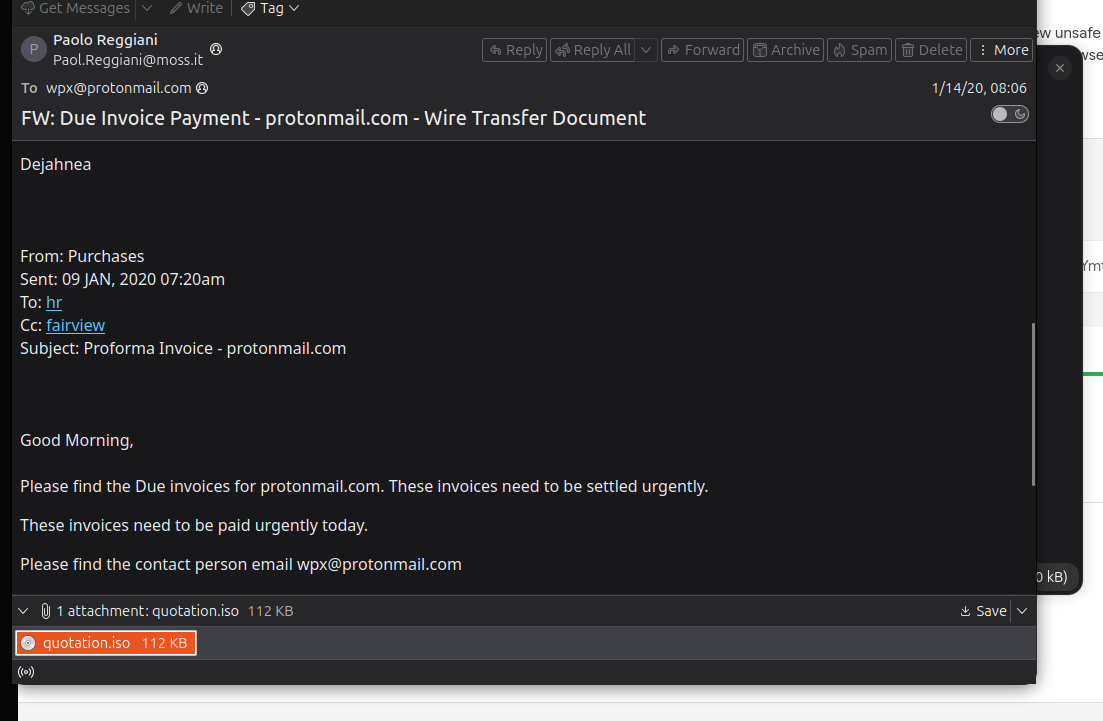 Get Messages Write Tag
ew unsafe
Paolo Reggiani
P
Paol.Reggiani@moss.it
Reply Reply All Forward Archive Spam Delete More
To wpx@protonmail.com 1/14/20, 08:06
FW: Due Invoice Payment - protonmail.com - Wire Transfer Document
Dejahnea
From: Purchases
Sent: 09 JAN, 2020 07:20am
To: hr
Cc: fairview
Subject: Proforma Invoice - protonmail.com
Good Morning,
Please find the Due invoices for protonmail.com. These invoices need to be settled urgently.
These invoices need to be paid urgently today.
Please find the contact person email wpx@protonmail.com
0 kB)
1 attachment: quotation.iso 112 KB Save
quotation.iso 112 KB